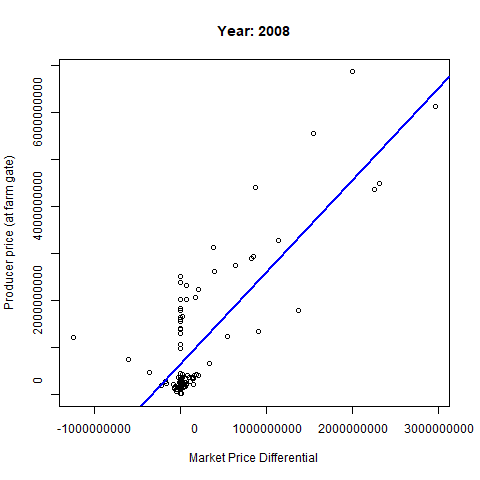 Year: 2008
Producer price (at farm gate)
6000000000
4000000000
2000000000
0
-1000000000 0 1000000000 2000000000 3000000000
Market Price Differential